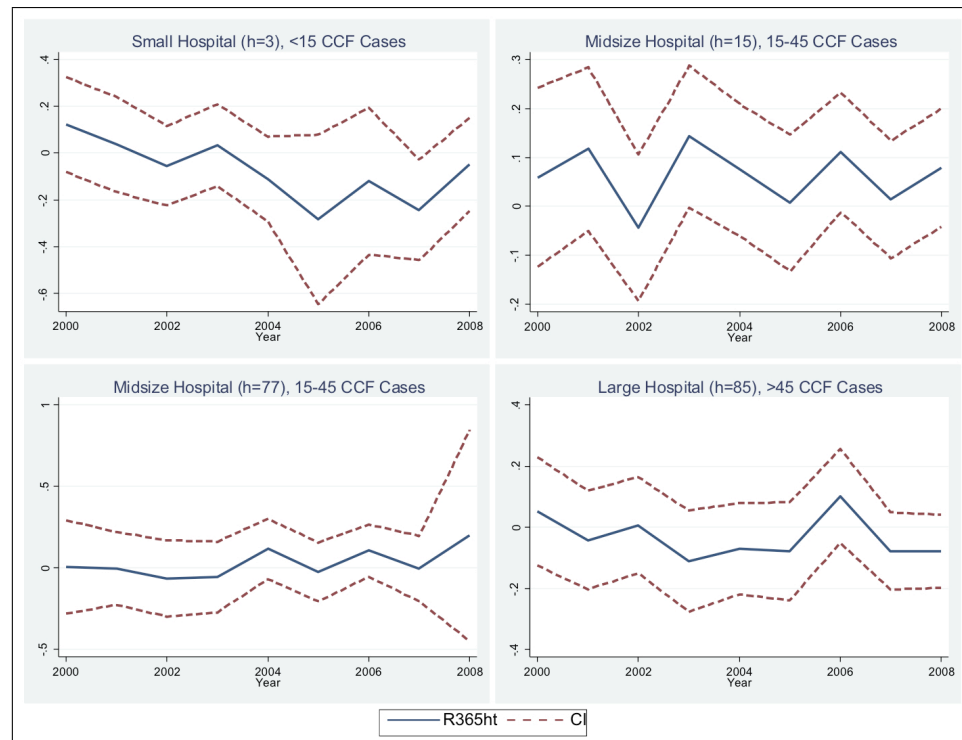 Small Hospital (h=3), <15 CCF Cases
.4
.2
0
-.2
-.4
-.6
2000 2002 2004 2006 2008
Year
Midsize Hospital (h=15), 15-45 CCF Cases
.3
.2
.1
0
-.1
-.2
2000 2002 2004 2006 2008
Year
Midsize Hospital (h=77), 15-45 CCF Cases
1
.5
0
-.5
2000 2002 2004 2006 2008
Year
Large Hospital (h=85), >45 CCF Cases
.4
.2
0
-.2
-.4
2000 2002 2004 2006 2008
Year
R365ht CI